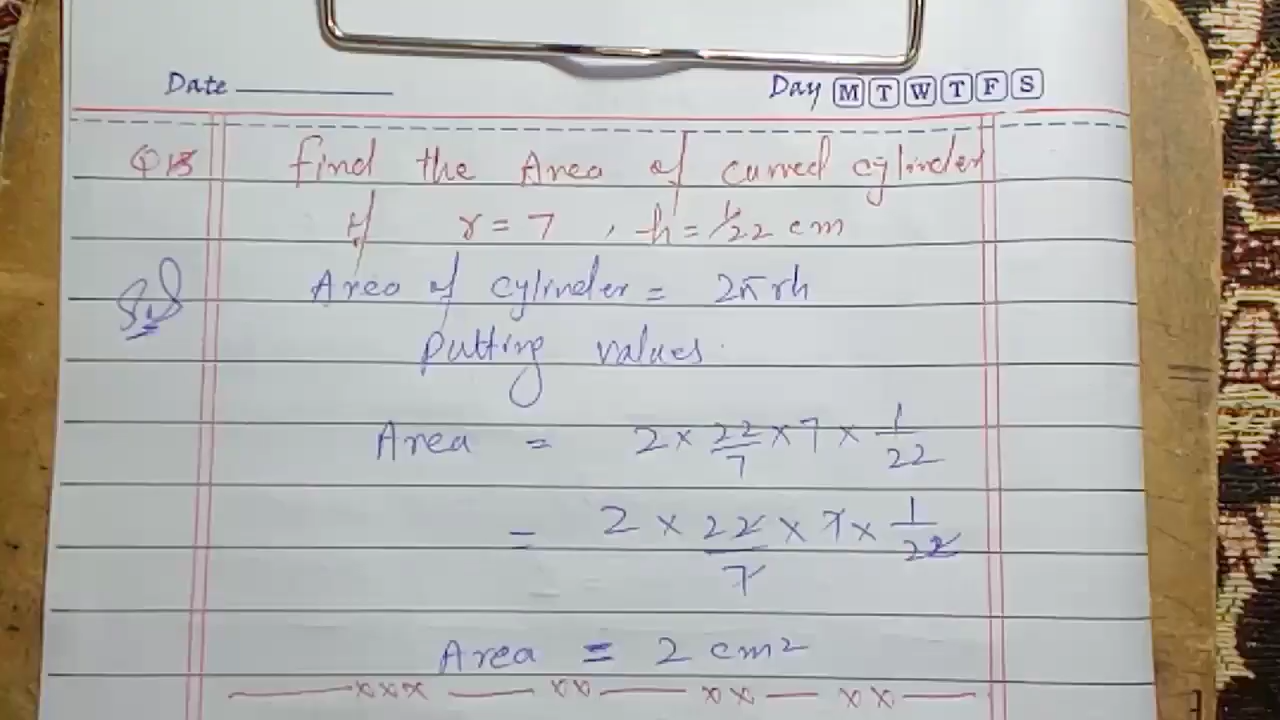 Date
Day M T W T F S
Q13 find the Area of curved cylinder
if r = 7 , h = 1/22 cm
Sol Area of cylinder = 2πrh
putting values.
Area = 2 × 22/7 × 7 × 1/22
= 2 × 22/7 × 7 × 1/22
Area = 2 cm²
xxx xx xx xx